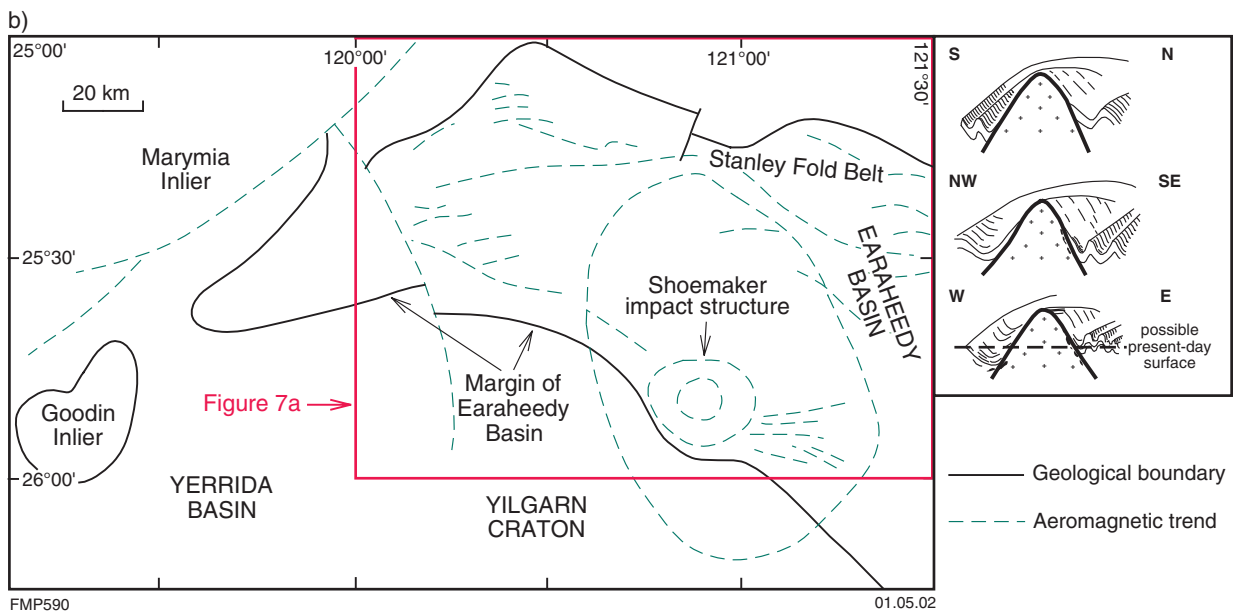 b)
25°00'
120°00'
121°00'
121°30'
20 km
Marymia
Inlier
Stanley Fold Belt
25°30'
EARAHEEDY
BASIN
Shoemaker
impact structure
Margin of
Earaheedy
Basin
Figure 7a
Goodin
Inlier
26°00'
YERRIDA
BASIN
YILGARN
CRATON
S N
NW SE
W E
possible
present-day
surface
Geological boundary
Aeromagnetic trend
FMP590
01.05.02